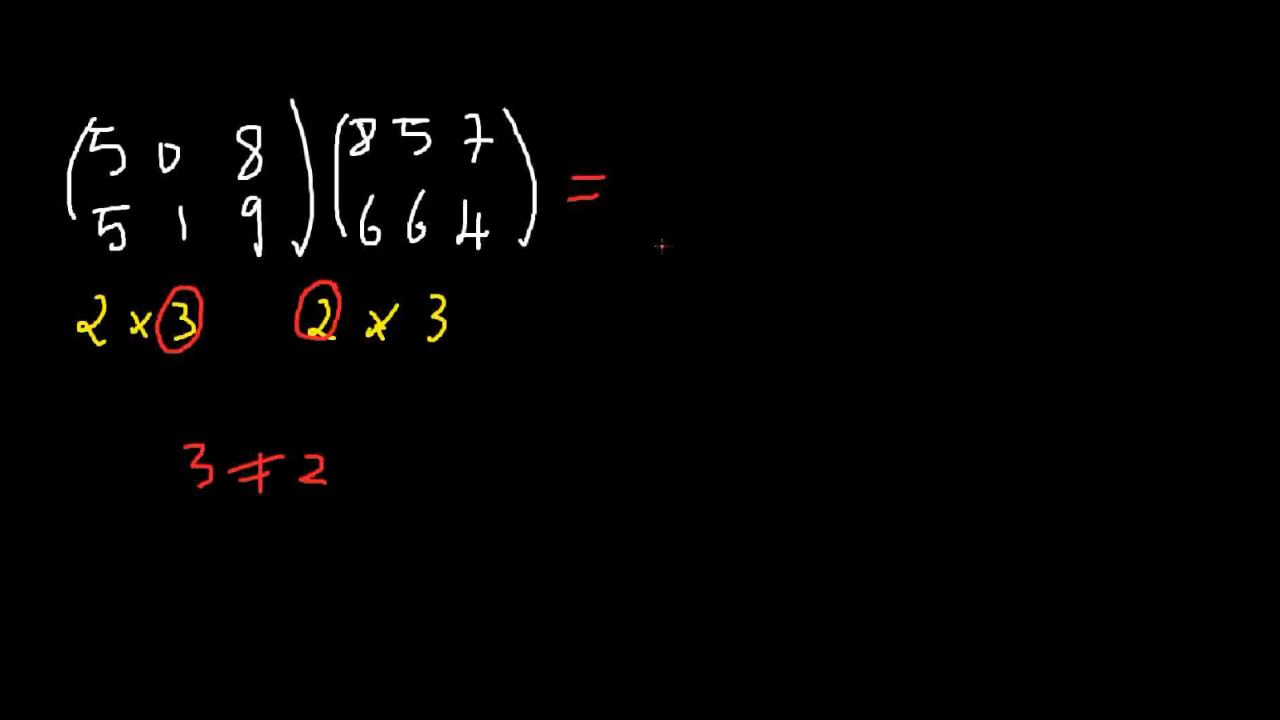 (5 0 8) (8 5 7) =
(5 1 9) (6 6 4)
2 × 3 2 × 3
3 ≠ 2